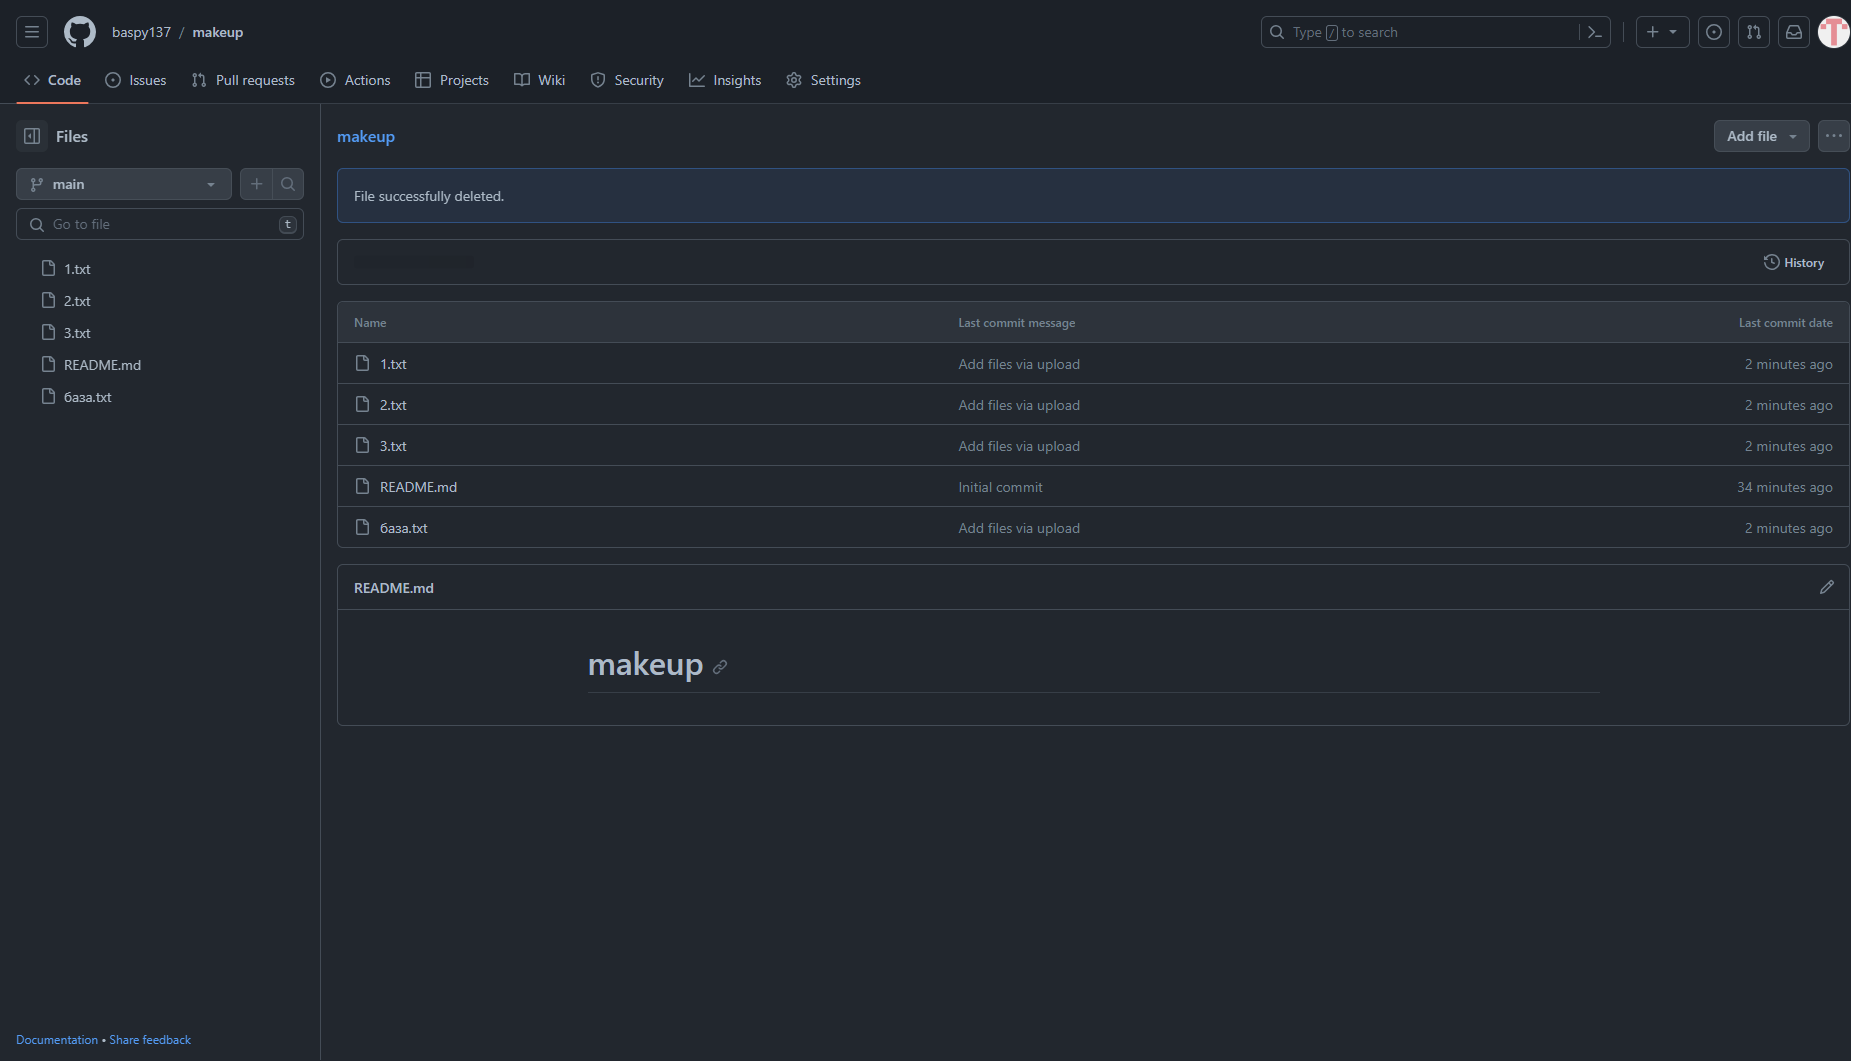 baspy137 / makeup
Type / to search
Code Issues Pull requests Actions Projects Wiki Security Insights Settings
Files
main
Go to file t
1.txt
2.txt
3.txt
README.md
база.txt
Documentation • Share feedback
makeup
Add file
File successfully deleted.
History
Name Last commit message Last commit date
1.txt Add files via upload 2 minutes ago
2.txt Add files via upload 2 minutes ago
3.txt Add files via upload 2 minutes ago
README.md Initial commit 34 minutes ago
база.txt Add files via upload 2 minutes ago
README.md
makeup